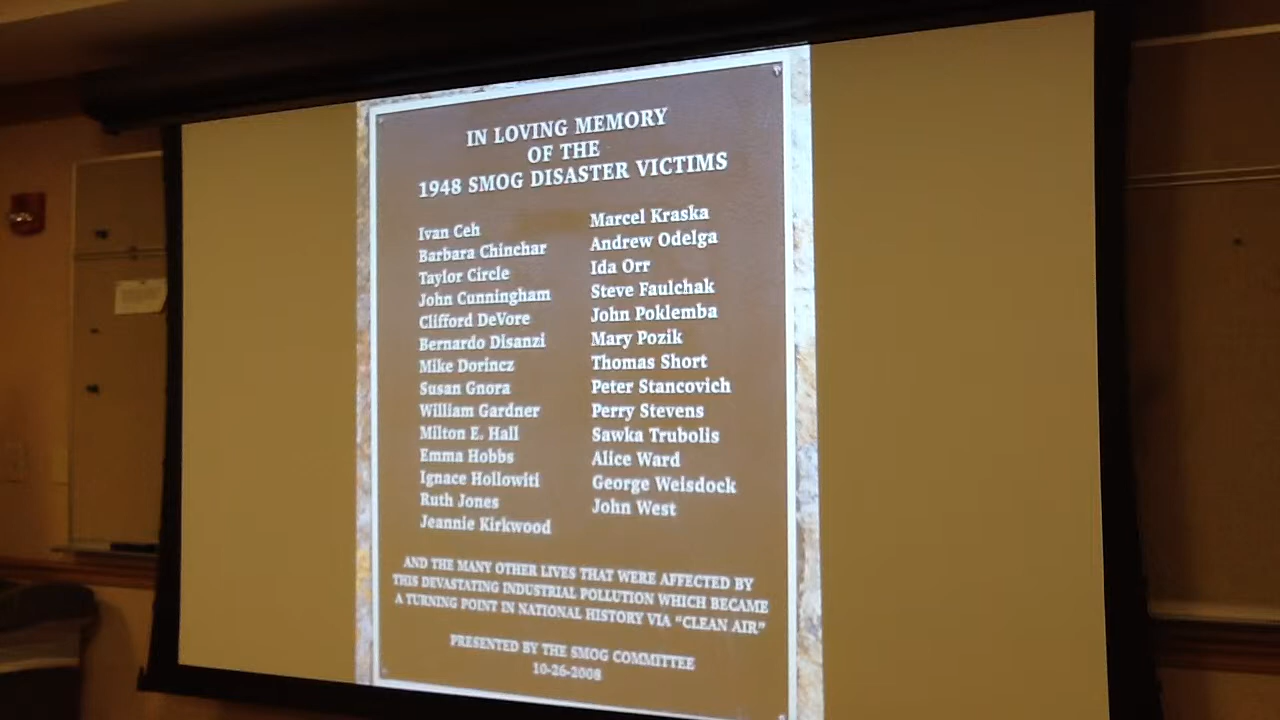 IN LOVING MEMORY
OF THE
1948 SMOG DISASTER VICTIMS
Ivan Ceh
Barbara Chinchar
Taylor Circle
John Cunningham
Clifford DeVore
Bernardo Disanzi
Mike Dorincz
Susan Gnora
William Gardner
Milton E. Hall
Emma Hobbs
Ignace Hollowiti
Ruth Jones
Jeannie Kirkwood
Marcel Kraska
Andrew Odelga
Ida Orr
Steve Faulchak
John Poklemba
Mary Pozik
Thomas Short
Peter Stancovich
Perry Stevens
Sawka Trubolis
Alice Ward
George Weisdock
John West
AND THE MANY OTHER LIVES THAT WERE AFFECTED BY
THIS DEVASTATING INDUSTRIAL POLLUTION WHICH BECAME
A TURNING POINT IN NATIONAL HISTORY VIA "CLEAN AIR"
PRESENTED BY THE SMOG COMMITTEE
10-26-2008